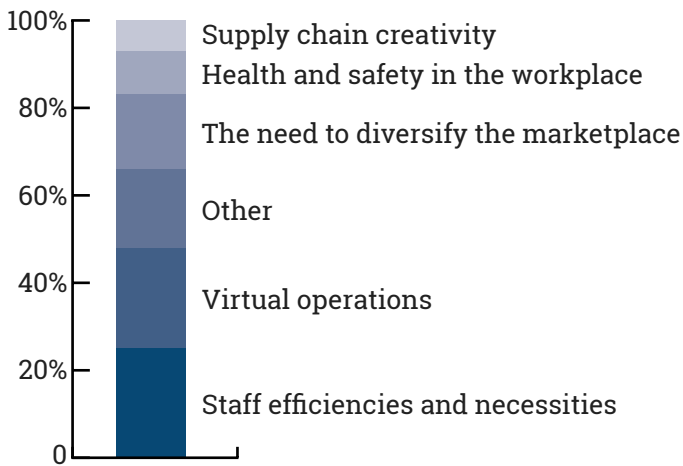 100%
Supply chain creativity
Health and safety in the workplace
80%
The need to diversify the marketplace
60%
Other
40%
Virtual operations
20%
Staff efficiencies and necessities
0